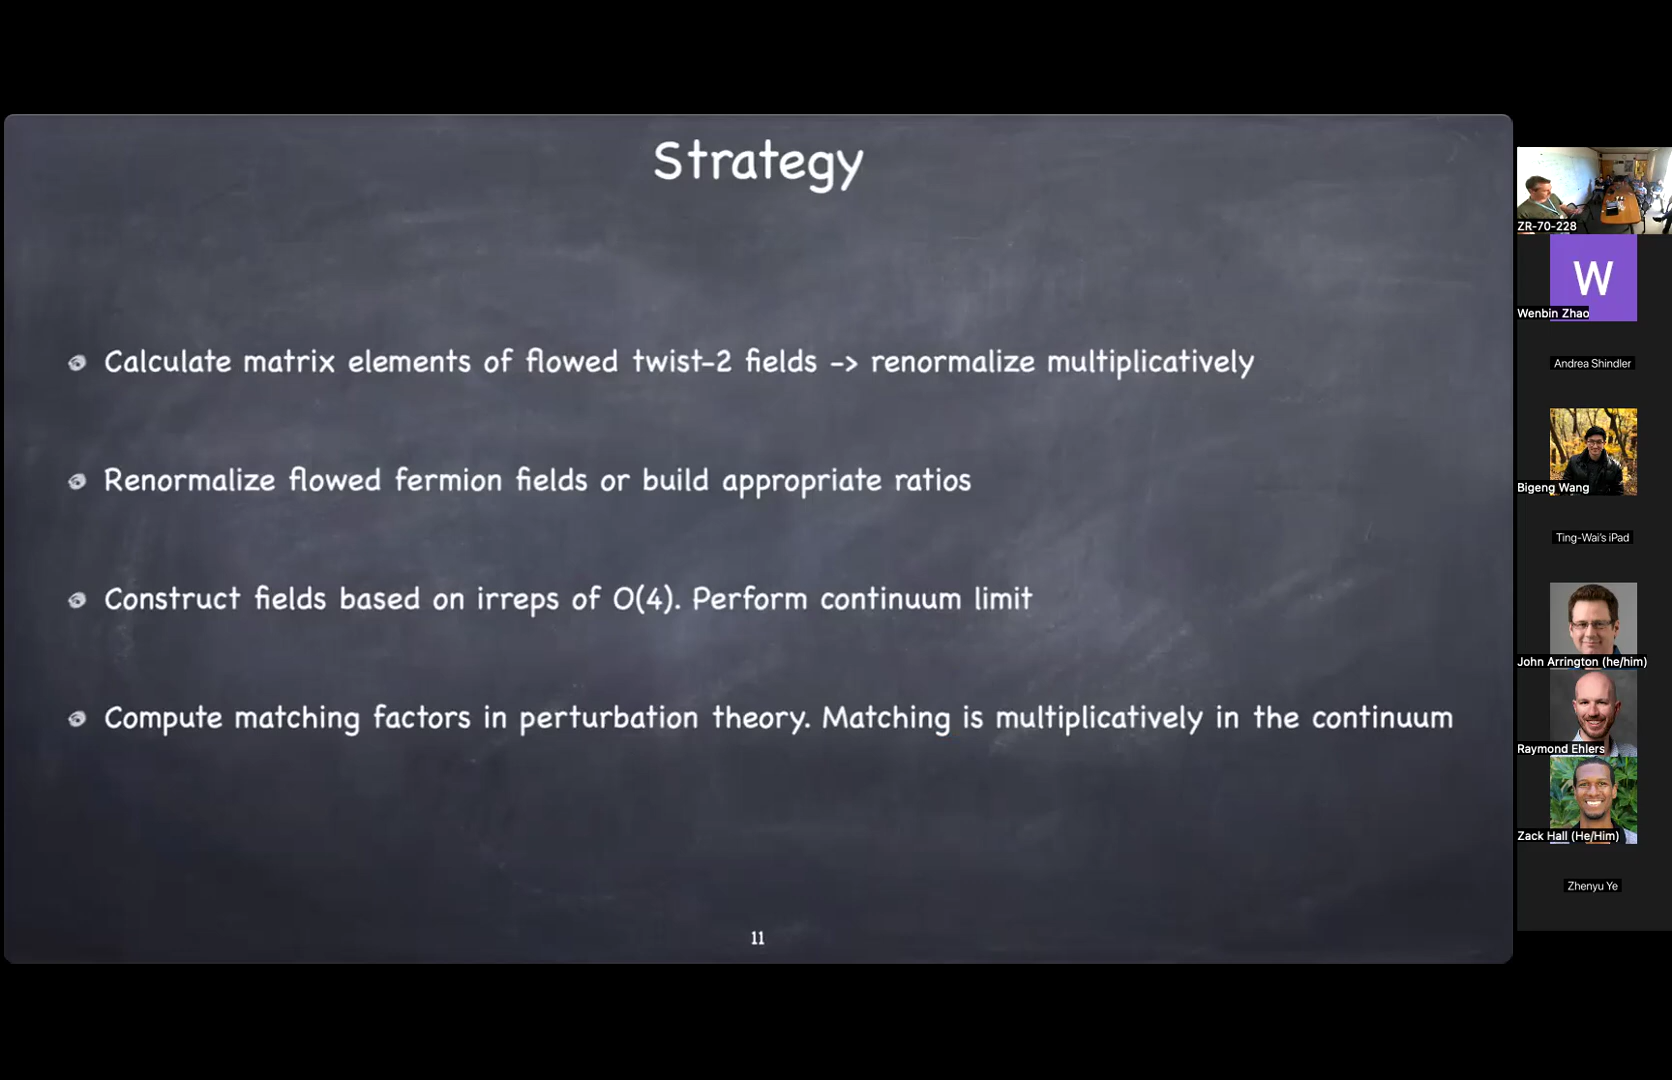 Strategy
Calculate matrix elements of flowed twist-2 fields -> renormalize multiplicatively
Renormalize flowed fermion fields or build appropriate ratios
Construct fields based on irreps of O(4). Perform continuum limit
Compute matching factors in perturbation theory. Matching is multiplicatively in the continuum
11
ZR-70-228
W
Wenbin Zhao
Andrea Shindler
Bigeng Wang
Ting-Wai's iPad
John Arrington (he/him)
Raymond Ehlers
Zack Hall (He/Him)
Zhenyu Ye